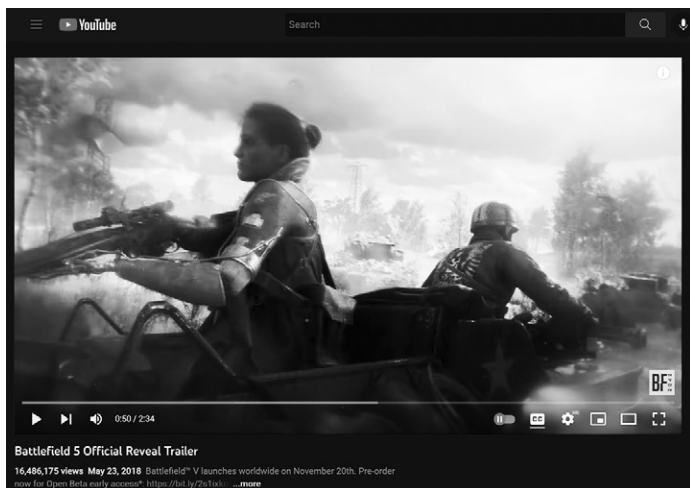 YouTube
Search
BF
0:50 / 2:34
CC
Battlefield 5 Official Reveal Trailer
16,486,175 views May 23, 2018 Battlefield™ V launches worldwide on November 20th. Pre-order
now for Open Beta early access*: https://bit.ly/ ...more